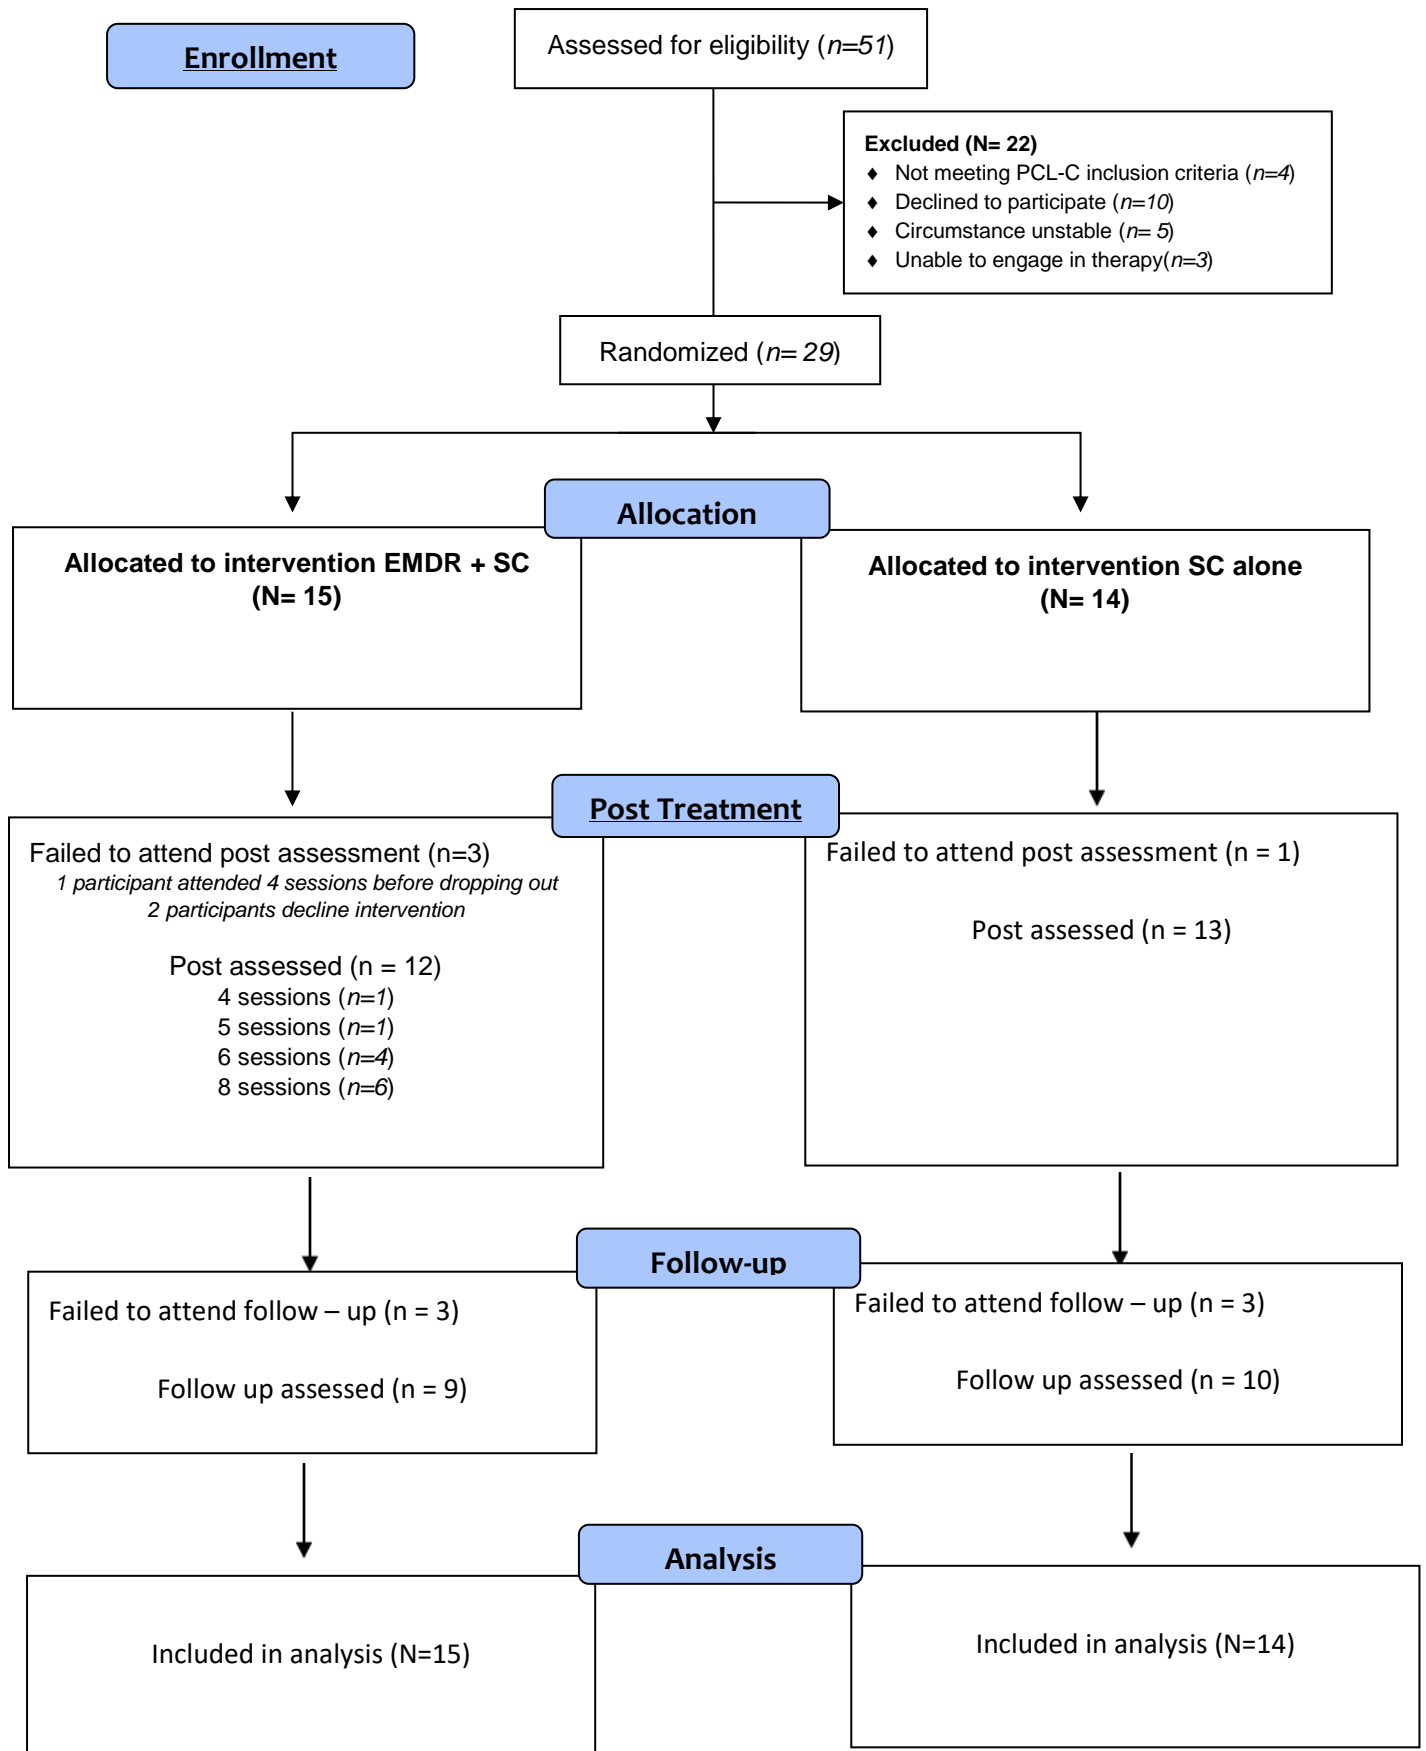 Enrollment
Assessed for eligibility (n=51)
Excluded (N= 22)
♦ Not meeting PCL-C inclusion criteria (n=4)
♦ Declined to participate (n=10)
♦ Circumstance unstable (n= 5)
♦ Unable to engage in therapy(n=3)
Randomized (n= 29)
Allocation
Allocated to intervention EMDR + SC
(N= 15)
Allocated to intervention SC alone
(N= 14)
Post Treatment
Failed to attend post assessment (n=3)
1 participant attended 4 sessions before dropping out
2 participants decline intervention
Post assessed (n = 12)
4 sessions (n=1)
5 sessions (n=1)
6 sessions (n=4)
8 sessions (n=6)
Failed to attend post assessment (n = 1)
Post assessed (n = 13)
Follow-up
Failed to attend follow – up (n = 3)
Follow up assessed (n = 9)
Failed to attend follow – up (n = 3)
Follow up assessed (n = 10)
Analysis
Included in analysis (N=15)
Included in analysis (N=14)